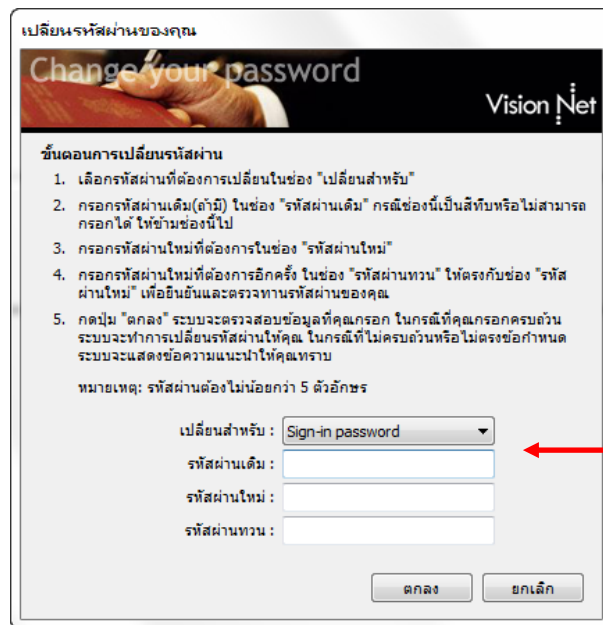 เปลี่ยนรหัสผ่านของคุณ
Change your password
Vision Net
ขั้นตอนการเปลี่ยนรหัสผ่าน
1. เลือกรหัสผ่านที่ต้องการเปลี่ยนในช่อง "เปลี่ยนสำหรับ"
2. กรอกรหัสผ่านเดิม(ถ้ามี) ในช่อง "รหัสผ่านเดิม" กรณีช่องนี้เป็นสีทึบหรือไม่สามารถ
กรอกได้ ให้ข้ามช่องนี้ไป
3. กรอกรหัสผ่านใหม่ที่ต้องการในช่อง "รหัสผ่านใหม่"
4. กรอกรหัสผ่านใหม่ที่ต้องการอีกครั้ง ในช่อง "รหัสผ่านทวน" ให้ตรงกับช่อง "รหัส
ผ่านใหม่" เพื่อยืนยันและตรวจทานรหัสผ่านของคุณ
5. กดปุ่ม "ตกลง" ระบบจะตรวจสอบข้อมูลที่คุณกรอก ในกรณีที่คุณกรอกครบถ้วน
ระบบจะทำการเปลี่ยนรหัสผ่านให้คุณ ในกรณีที่ไม่ครบถ้วนหรือไม่ตรงข้อกำหนด
ระบบจะแสดงข้อความแนะนำให้คุณทราบ
หมายเหตุ: รหัสผ่านต้องไม่น้อยกว่า 5 ตัวอักษร
เปลี่ยนสำหรับ : Sign-in password
รหัสผ่านเดิม :
รหัสผ่านใหม่ :
รหัสผ่านทวน :
ตกลง ยกเลิก